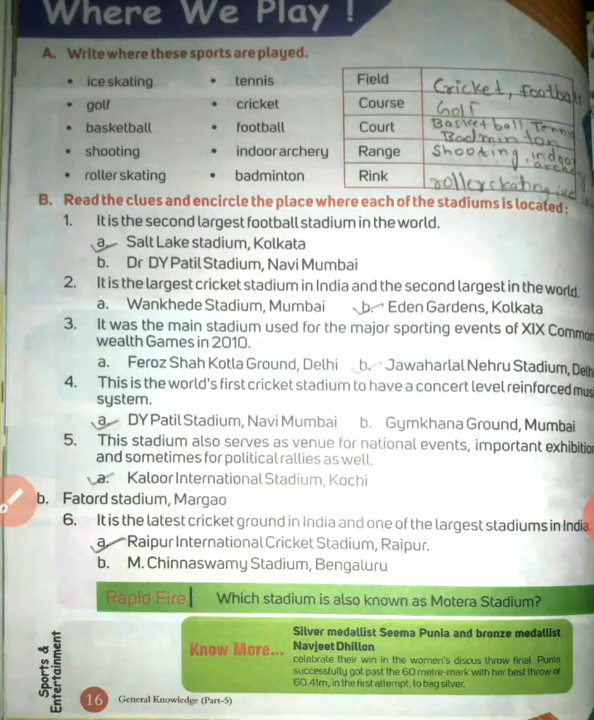 Where We Play !
A. Write where these sports are played.
• ice skating • tennis Field Cricket, football
• golf • cricket Course Golf
• basketball • football Court Basket ball, Tennis
Badminton
• shooting • indoor archery Range Shooting, indoor
archery
• roller skating • badminton Rink roller skating, ice
B. Read the clues and encircle the place where each of the stadiums is located:
1. It is the second largest football stadium in the world.
a. Salt Lake stadium, Kolkata
b. Dr DY Patil Stadium, Navi Mumbai
2. It is the largest cricket stadium in India and the second largest in the world.
a. Wankhede Stadium, Mumbai b. Eden Gardens, Kolkata
3. It was the main stadium used for the major sporting events of XIX Common
wealth Games in 2010.
a. Feroz Shah Kotla Ground, Delhi b. Jawaharlal Nehru Stadium, Delh
4. This is the world's first cricket stadium to have a concert level reinforced mus
system.
a. DY Patil Stadium, Navi Mumbai b. Gymkhana Ground, Mumbai
5. This stadium also serves as venue for national events, important exhibition
and sometimes for political rallies as well.
a. Kaloor International Stadium, Kochi
b. Fatord stadium, Margao
6. It is the latest cricket ground in India and one of the largest stadiums in India.
a. Raipur International Cricket Stadium, Raipur.
b. M. Chinnaswamy Stadium, Bengaluru
Rapid Fire Which stadium is also known as Motera Stadium?
Know More...
Silver medallist Seema Punia and bronze medallist
Navjeet Dhillon
celebrate their win in the women's discus throw final. Punia
successfully got past the 60 metre-mark with her best throw of
60.41m, in the first attempt, to bag silver.
Sports &
Entertainment
16 General Knowledge (Part-5)